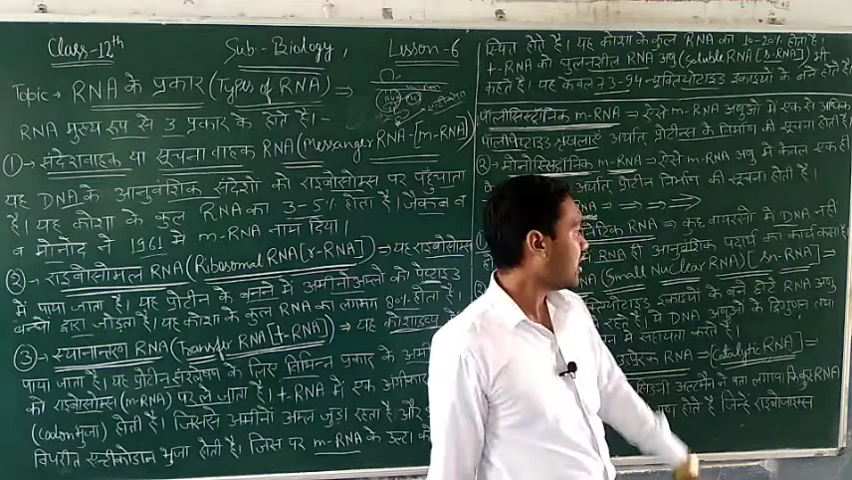 Class-12th Sub-Biology, Lesson-6
Topic- RNA के प्रकार (Types of RNA) ⇒
RNA मुख्य रूप से 3 प्रकार के होते हैं।-
①→ संदेशवाहक या सूचना वाहक RNA (Messanger RNA-[m-RNA])
यह DNA के आनुवंशिक संदेशो को राइबोसोम्स पर पहुँचाता
है। यह कोशा के कुल RNA का 3-5% होता है। जैकब व
व मोनोद ने 1961 में m-RNA नाम दिया।
②→ राइबोसोमल RNA (Ribosomal RNA [r-RNA]) ⇒ यह राइबोसोम्स
में पाया जाता है। यह प्रोटीन के बनने में अमीनो अम्लो को पेप्टाइड
बन्धो द्वारा जोड़ता है। यह कोशा के कुल RNA का लगभग 80% होता है।
③→ स्थानान्तरण RNA (Transfer RNA [t-RNA]) ⇒ यह कोशाद्रव्य
पाया जाता है। यह प्रोटीन संश्लेषण के लिए विभिन्न प्रकार के
को राइबोसोम्स (m-RNA) पर ले जाता है। t-RNA में एक
होती है। जिससे अमीनो अम्ल जुड़ा रहता है और
विपरीत एन्टीकोडान भुजा होती है। जिस पर m-RNA के
स्थित होते हैं। यह कोशा के कुल RNA का 10-20% होता है।
t-RNA को घुलनशील RNA अणु (Soluble RNA [s-RNA]) भी
कहते है। यह केवल 73-94 न्यूक्लियोटाइड इकाइयो के बने होते हैं
पालीसिस्ट्रानिक m-RNA ⇒ ऐसे m-RNA अणुओं में एक से अधिक
पालीपेप्टाइड श्रृंखलाएं अर्थात् प्रोटीन्स के निर्माण की सूचना होती है।
②→ मोनोसिस्ट्रानिक m-RNA ⇒ ऐसे m-RNA अणु में केवल एक ही
अर्थात् प्रोटीन निर्माण की सूचना होती है।
RNA ⇒ कुछ वायरसो में DNA नही
RNA ही आनुवंशिक पदार्थ का कार्य करता है।
(Small Nuclear RNA) [sn-RNA] ⇒
इकाइयो के बने छोटे RNA अणु
रहते हैं। ये DNA अणुओं के द्विगुणन तथा
में सहायता करते है।
RNA ⇒ (Catalytic RNA) ⇒
सिडनी अल्टमैन ने पता लगाया कि कुछ RNA
होते हैं जिन्हें राइबोजाइम्स